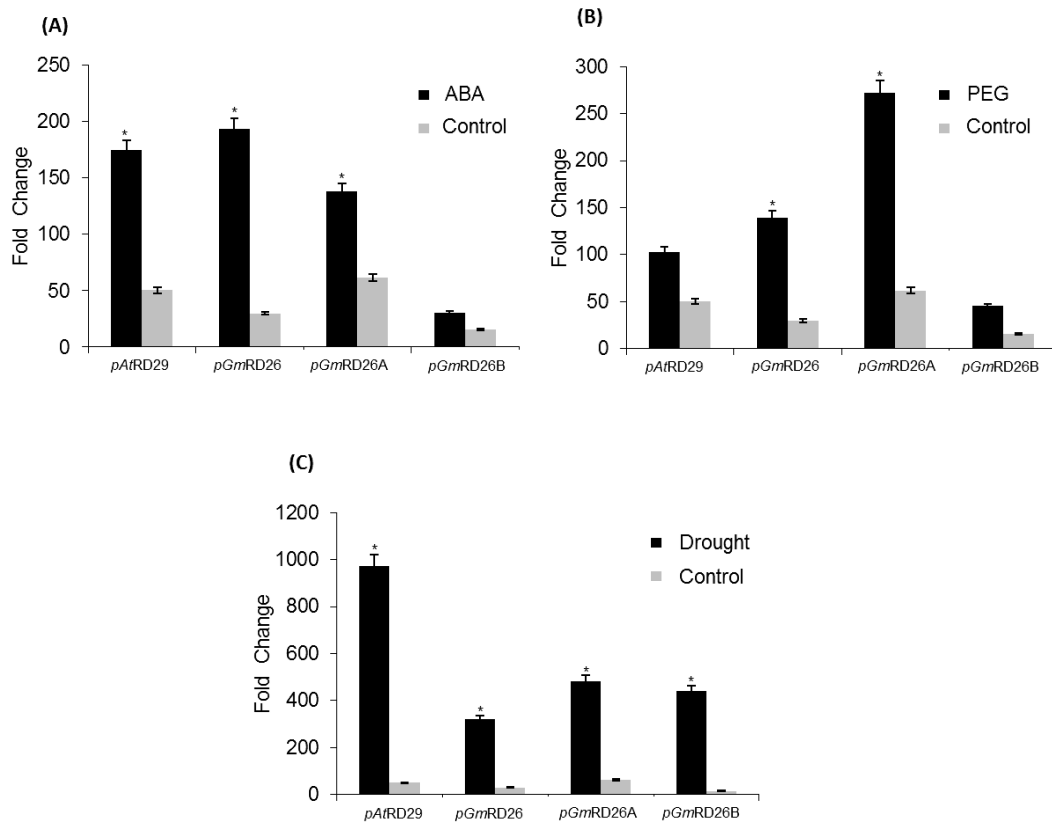 (A)
250
200
150
100
50
0
Fold Change
*
*
*
ABA
Control
pAtRD29
pGmRD26
pGmRD26A
pGmRD26B
(B)
300
250
200
150
100
50
0
Fold Change
*
*
PEG
Control
pAtRD29
pGmRD26
pGmRD26A
pGmRD26B
(C)
1200
1000
800
600
400
200
0
Fold Change
*
*
*
*
Drought
Control
pAtRD29
pGmRD26
pGmRD26A
pGmRD26B